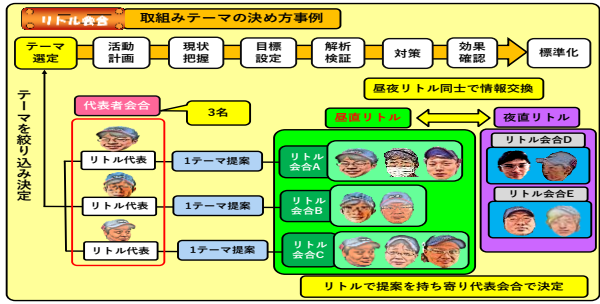 リトル会合
取組みテーマの決め方事例
テーマ
選定
活動
計画
現状
把握
目標
設定
解析
検証
対策
効果
確認
標準化
昼夜リトル同士で情報交換
代表者会合
3名
昼直リトル
夜直リトル
テーマを絞り込み決定
リトル代表
1テーマ提案
リトル
会合A
リトル会合D
リトル代表
1テーマ提案
リトル
会合B
リトル会合E
リトル代表
1テーマ提案
リトル
会合C
リトルで提案を持ち寄り代表会合で決定